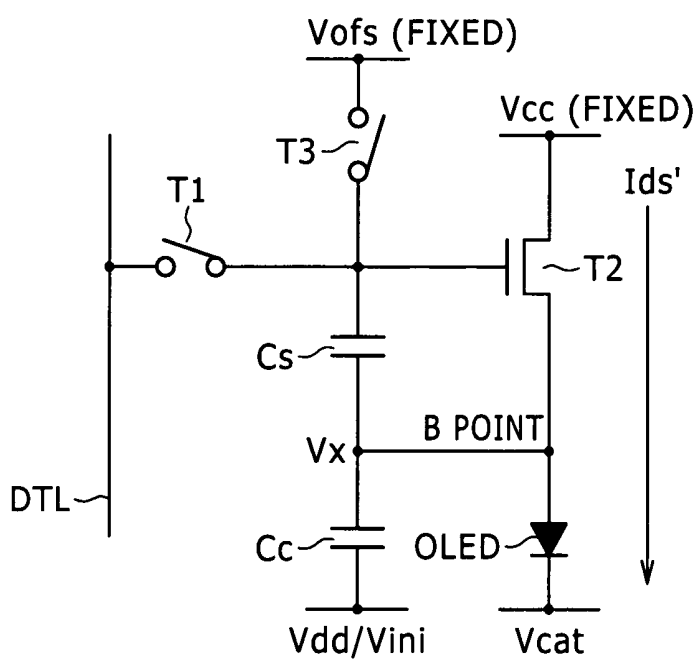 Vofs (FIXED)
Vcc (FIXED)
T3
Ids'
T1
T2
Cs
B POINT
Vx
DTL
Cc
OLED
Vdd/Vini
Vcat